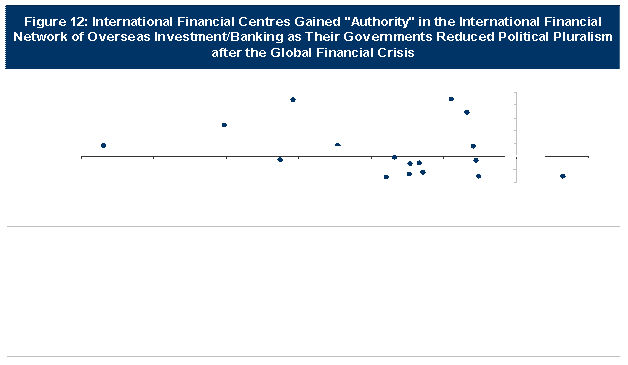 Figure 12: International Financial Centres Gained "Authority" in the International Financial
Network of Overseas Investment/Banking as Their Governments Reduced Political Pluralism
after the Global Financial Crisis